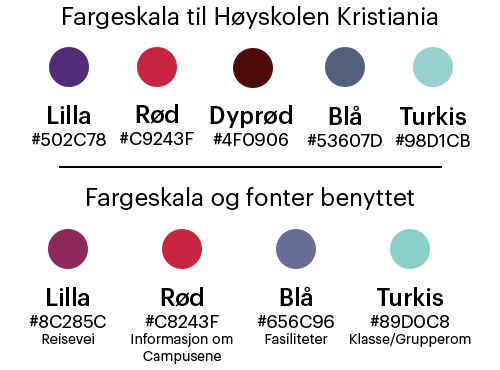 Fargeskala til Høyskolen Kristiania
Lilla Rød Dyprød Blå Turkis
#502C78 #C9243F #4F0906 #53607D #98D1CB
Fargeskala og fonter benyttet
Lilla Rød Blå Turkis
#8C285C #C8243F #656C96 #89D0C8
Reisevei Informasjon om Fasiliteter Klasse/Grupperom
Campusene